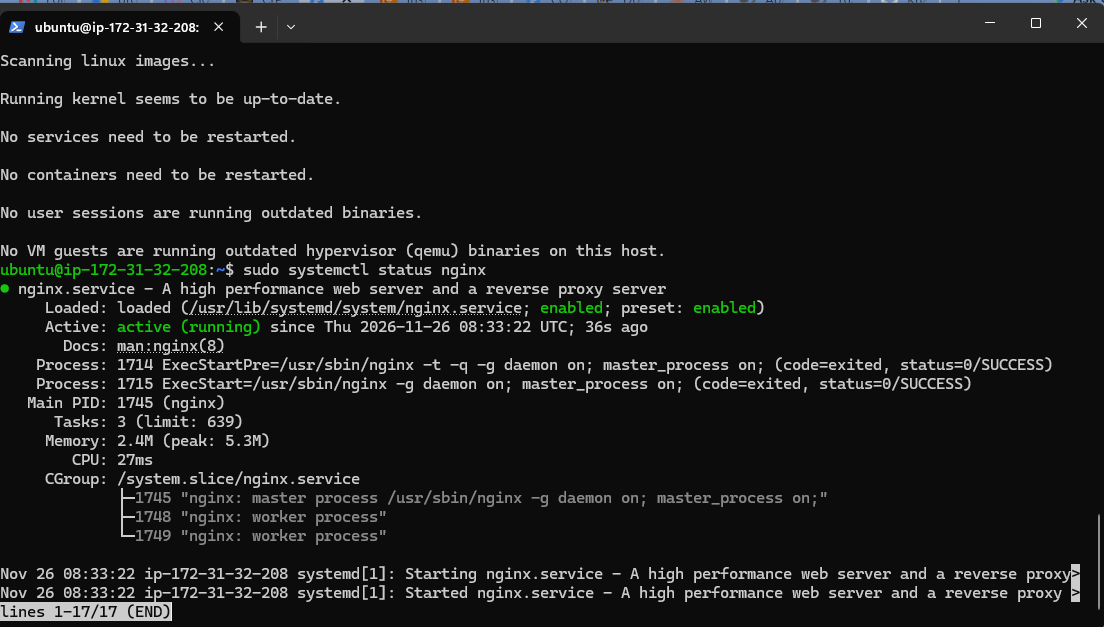 ubuntu@ip-172-31-32-208:
Scanning linux images...
Running kernel seems to be up-to-date.
No services need to be restarted.
No containers need to be restarted.
No user sessions are running outdated binaries.
No VM guests are running outdated hypervisor (qemu) binaries on this host.
ubuntu@ip-172-31-32-208:~$ sudo systemctl status nginx
● nginx.service - A high performance web server and a reverse proxy server
Loaded: loaded (/usr/lib/systemd/system/nginx.service; enabled; preset: enabled)
Active: active (running) since Thu 2026-11-26 08:33:22 UTC; 36s ago
Docs: man:nginx(8)
Process: 1714 ExecStartPre=/usr/sbin/nginx -t -q -g daemon on; master_process on; (code=exited, status=0/SUCCESS)
Process: 1715 ExecStart=/usr/sbin/nginx -g daemon on; master_process on; (code=exited, status=0/SUCCESS)
Main PID: 1745 (nginx)
Tasks: 3 (limit: 639)
Memory: 2.4M (peak: 5.3M)
CPU: 27ms
CGroup: /system.slice/nginx.service
├─1745 "nginx: master process /usr/sbin/nginx -g daemon on; master_process on;"
├─1748 "nginx: worker process"
└─1749 "nginx: worker process"
Nov 26 08:33:22 ip-172-31-32-208 systemd[1]: Starting nginx.service - A high performance web server and a reverse proxy>
Nov 26 08:33:22 ip-172-31-32-208 systemd[1]: Started nginx.service - A high performance web server and a reverse proxy >
lines 1-17/17 (END)